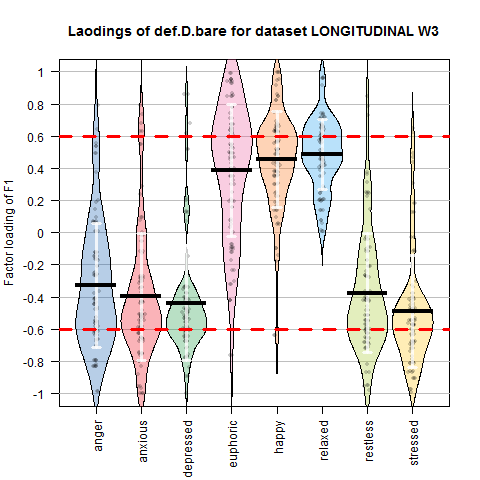 Laodings of def.D.bare for dataset LONGITUDINAL W3
Factor loading of F1
1
0.8
0.6
0.4
0.2
0
-0.2
-0.4
-0.6
-0.8
-1
anger
anxious
depressed
euphoric
happy
relaxed
restless
stressed